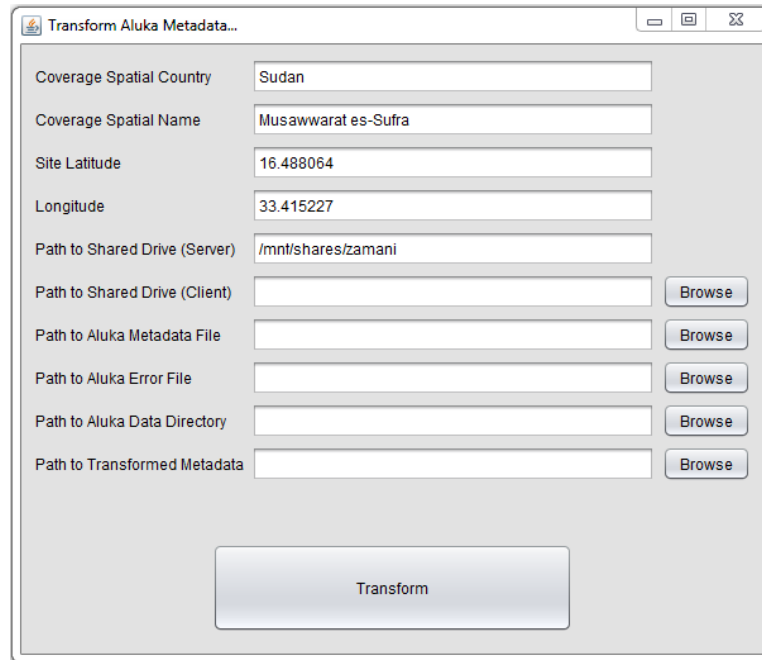 Transform Aluka Metadata...
Coverage Spatial Country Sudan
Coverage Spatial Name Musawwarat es-Sufra
Site Latitude 16.488064
Longitude 33.415227
Path to Shared Drive (Server) /mnt/shares/zamani
Path to Shared Drive (Client) Browse
Path to Aluka Metadata File Browse
Path to Aluka Error File Browse
Path to Aluka Data Directory Browse
Path to Transformed Metadata Browse
Transform